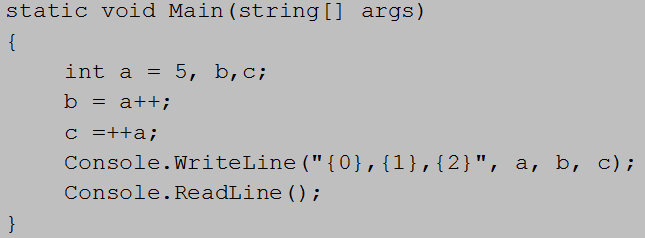 static void Main(string[] args)
{
int a = 5, b,c;
b = a++;
c =++a;
Console.WriteLine("{0},{1},{2}", a, b, c);
Console.ReadLine();
}